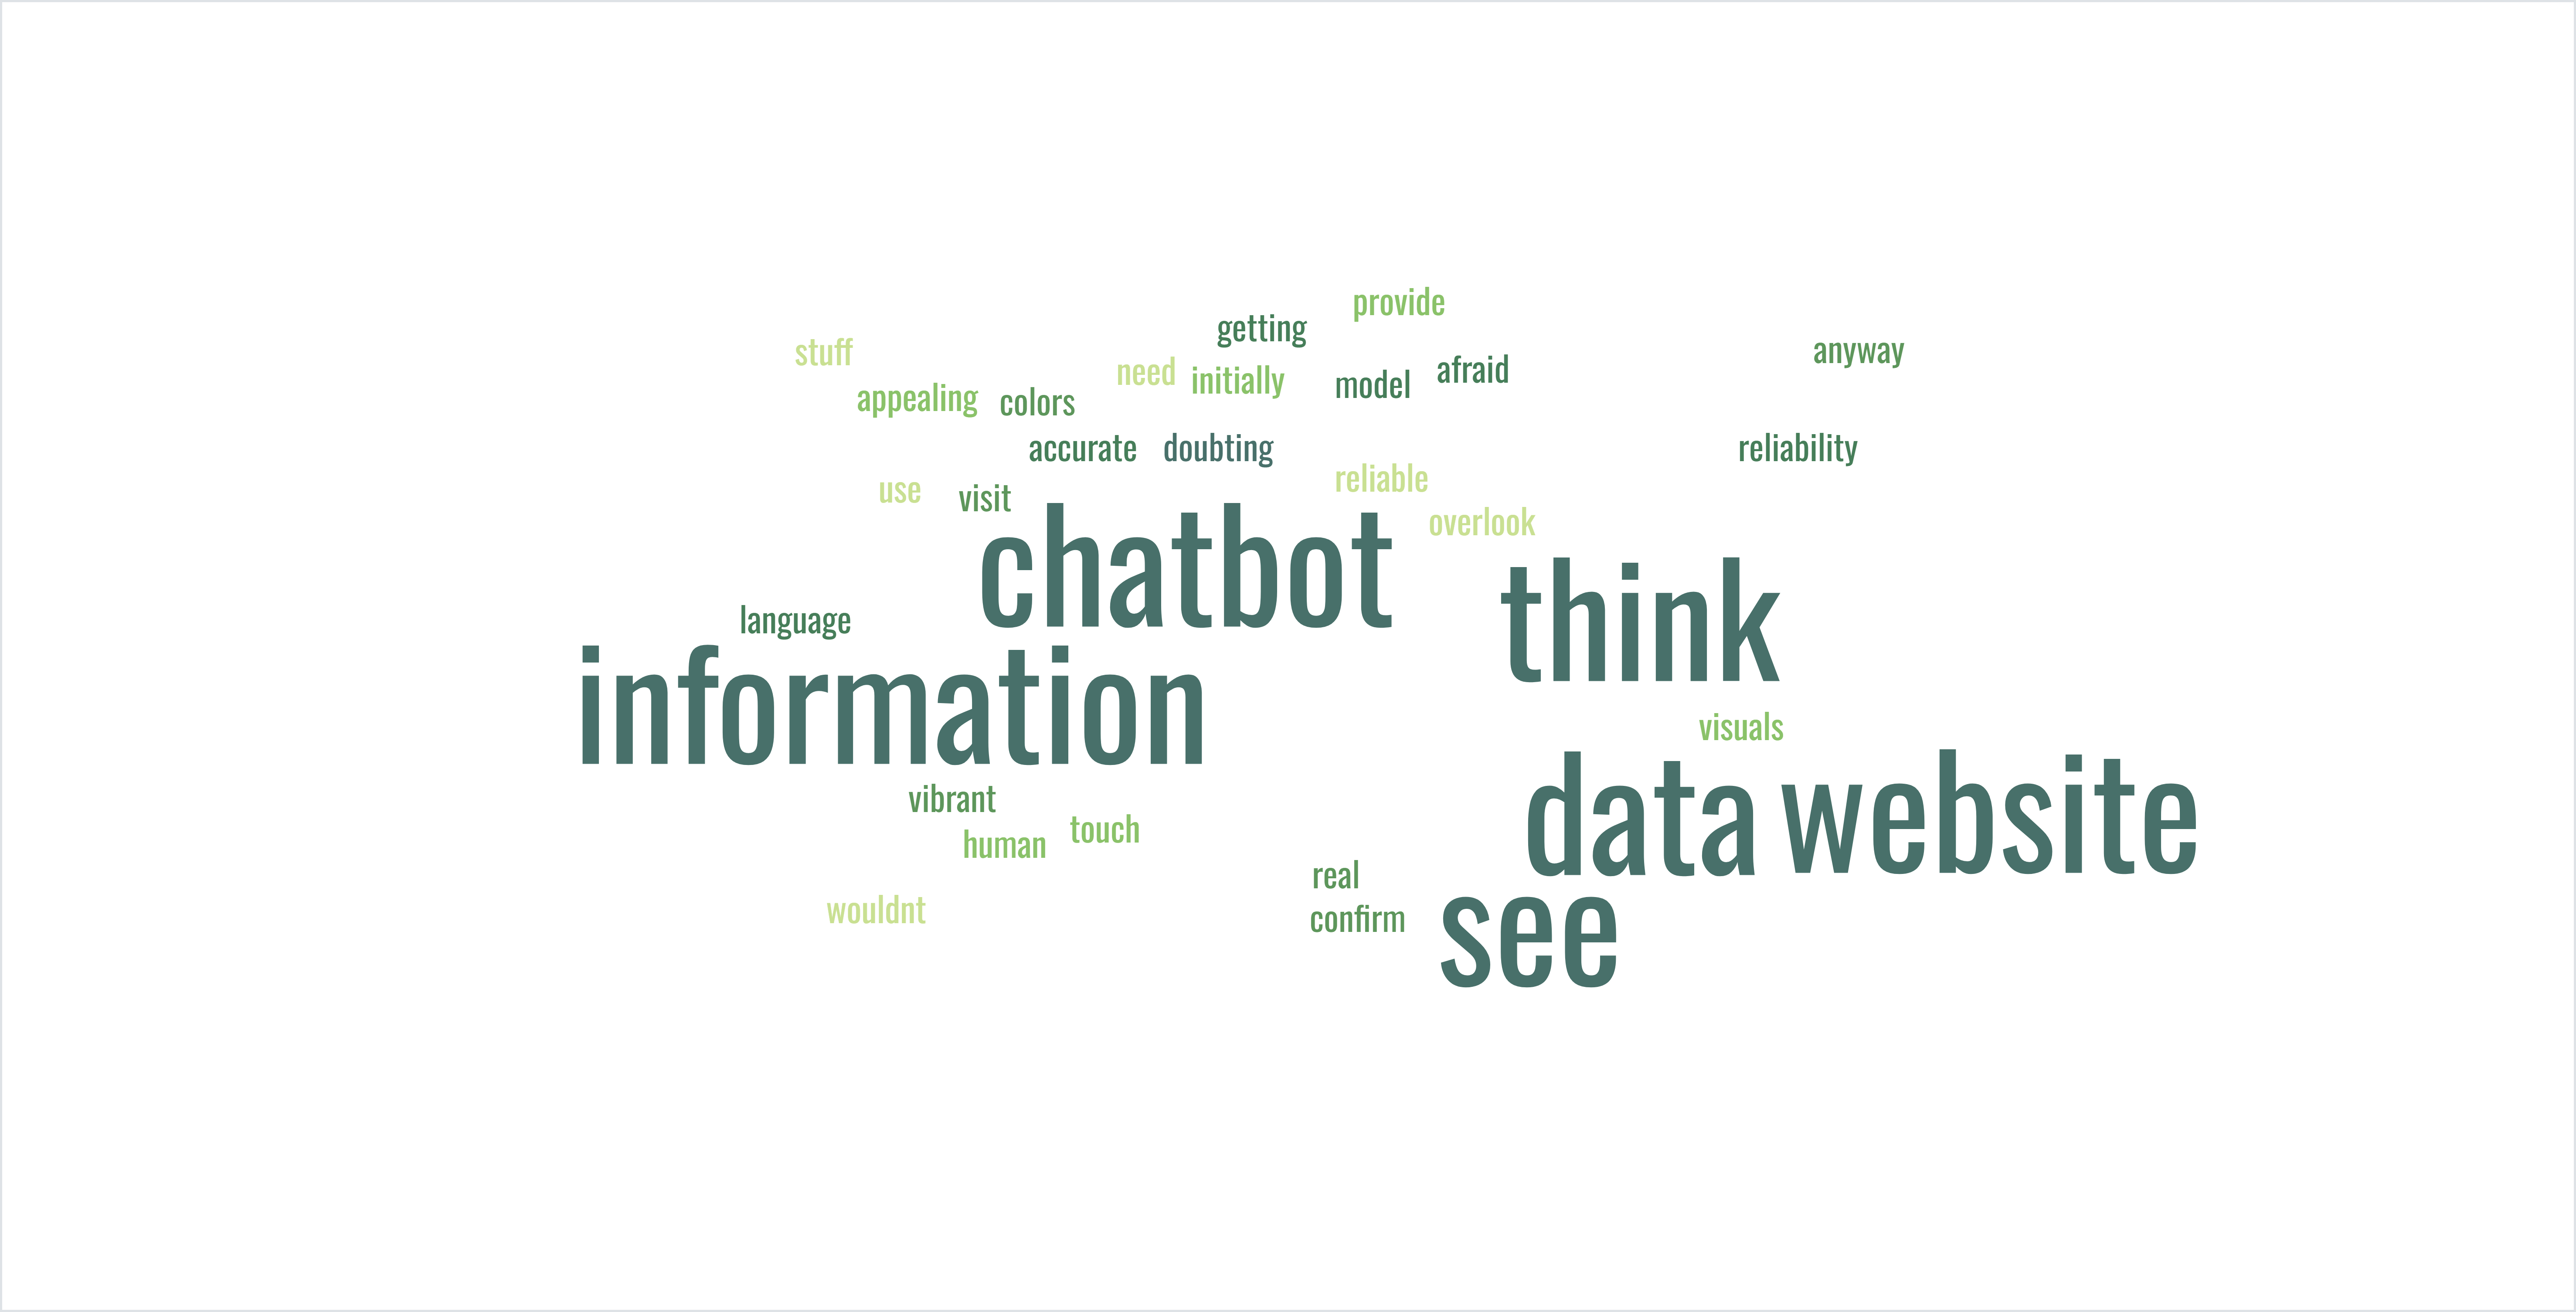 provide
getting
stuff
anyway
need
initially
model
afraid
appealing
colors
accurate
doubting
reliability
reliable
use
visit
overlook
chatbot
think
language
information
visuals
data
website
vibrant
human
touch
real
wouldnt
confirm
see